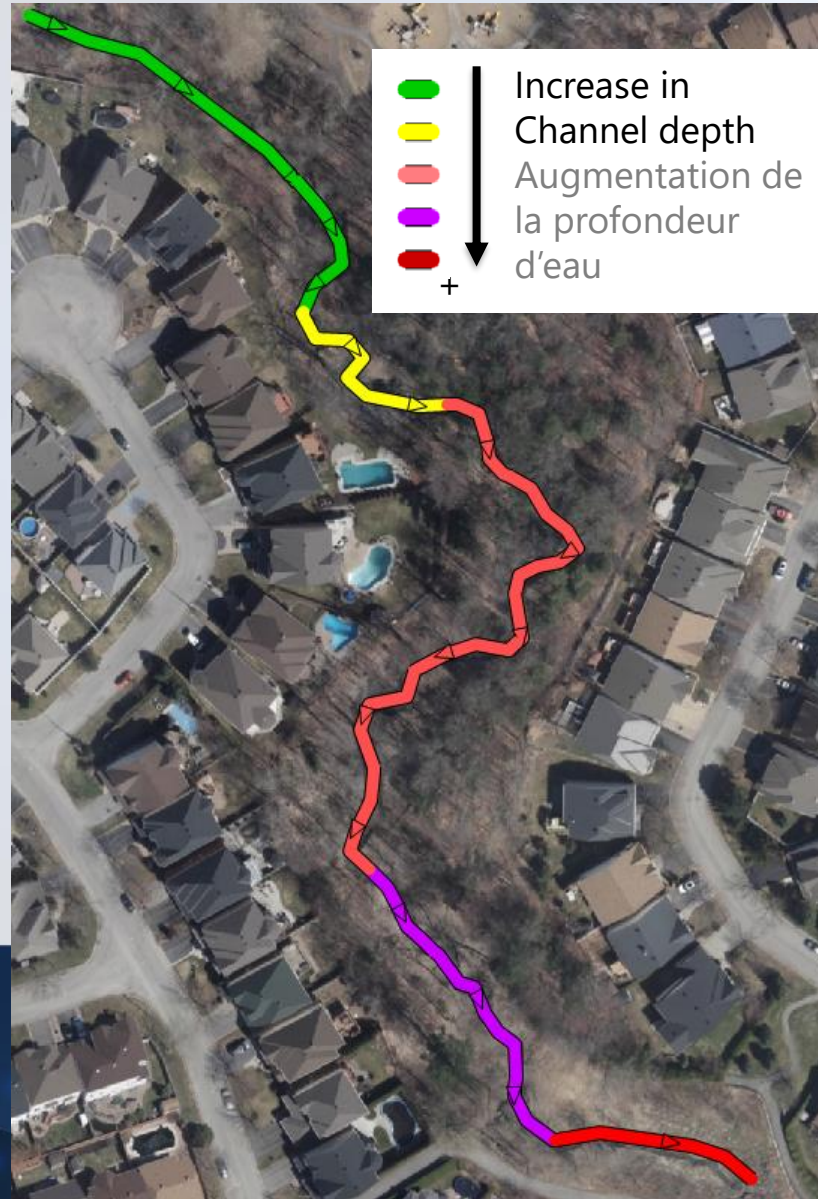 Increase in
Channel depth
Augmentation de
la profondeur
d'eau
+